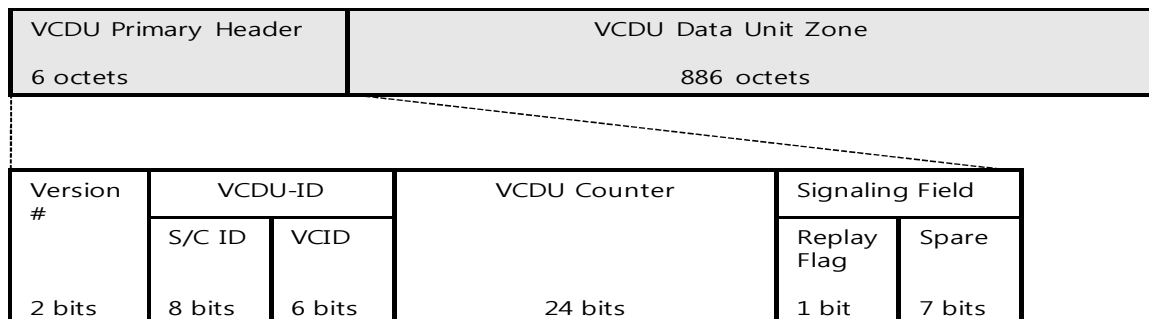 VCDU Primary Header
VCDU Data Unit Zone
6 octets
886 octets
Version
#
VCDU-ID
VCDU Counter
Signaling Field
S/C ID
VCID
Replay
Flag
Spare
2 bits
8 bits
6 bits
24 bits
1 bit
7 bits